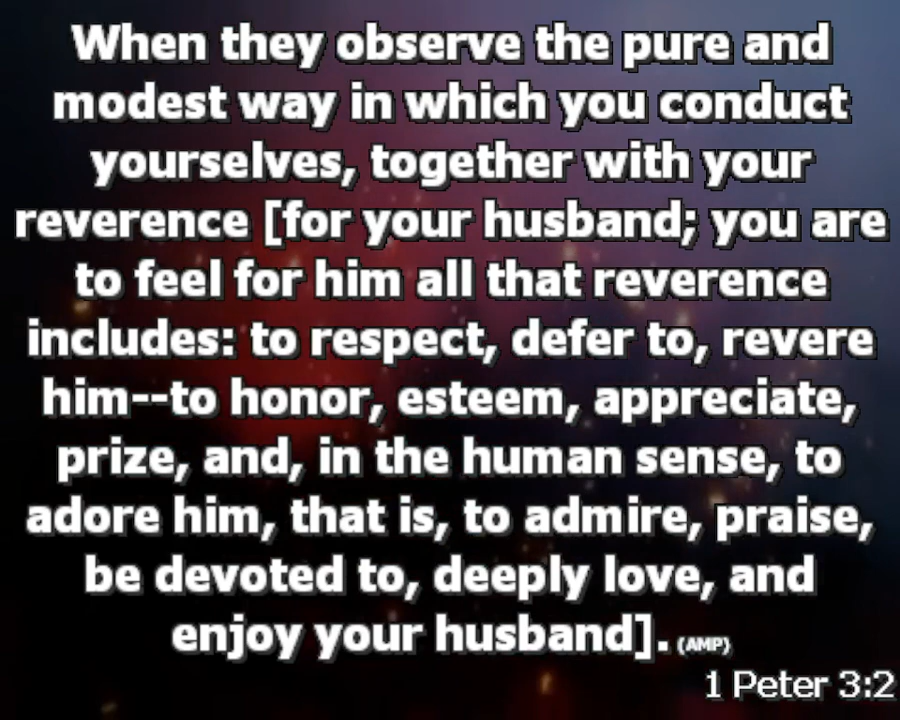 When they observe the pure and
modest way in which you conduct
yourselves, together with your
reverence [for your husband; you are
to feel for him all that reverence
includes: to respect, defer to, revere
him--to honor, esteem, appreciate,
prize, and, in the human sense, to
adore him, that is, to admire, praise,
be devoted to, deeply love, and
enjoy your husband]. (AMP)
1 Peter 3:2